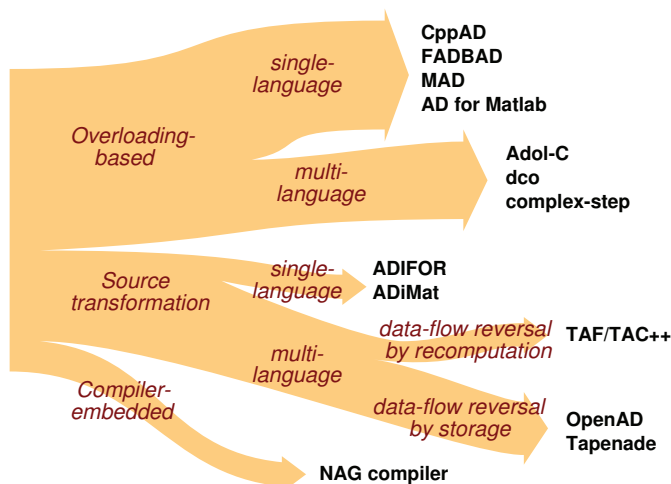 CppAD
FADBAD
MAD
AD for Matlab
single-
language
Overloading-
based
Adol-C
dco
complex-step
multi-
language
Source
transformation
single-
language
ADIFOR
ADiMat
data-flow reversal
by recomputation
TAF/TAC++
multi-
language
Compiler-
embedded
data-flow reversal
by storage
OpenAD
Tapenade
NAG compiler